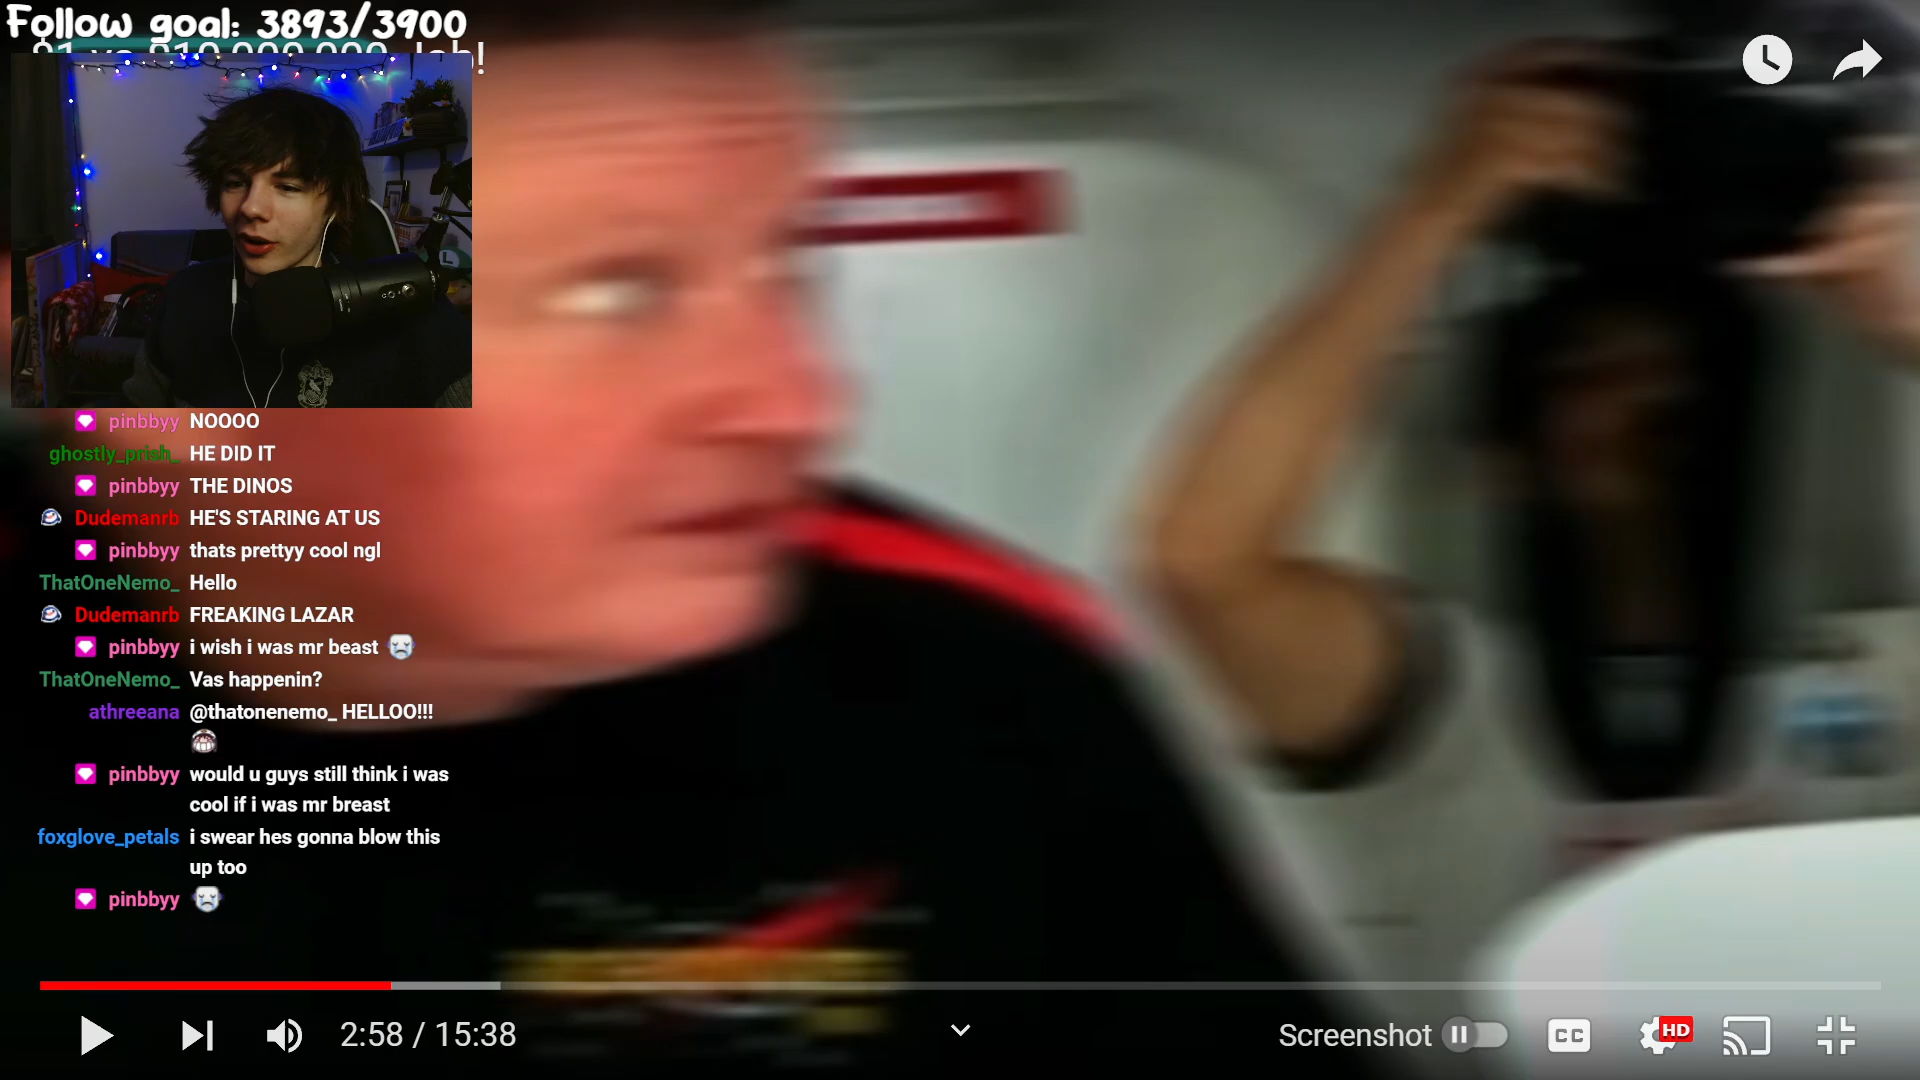 Follow goal: 3893/3900
pinbbyy NOOOO
ghostly_prish_ HE DID IT
pinbbyy THE DINOS
Dudemanrb HE'S STARING AT US
pinbbyy thats prettyy cool ngl
ThatOneNemo_ Hello
Dudemanrb FREAKING LAZAR
pinbbyy i wish i was mr beast
ThatOneNemo_ Vas happenin?
athreeana @thatonenemo_ HELLOO!!!
pinbbyy would u guys still think i was
cool if i was mr breast
foxglove_petals i swear hes gonna blow this
up too
pinbbyy
2:58 / 15:38
Screenshot
CC
HD